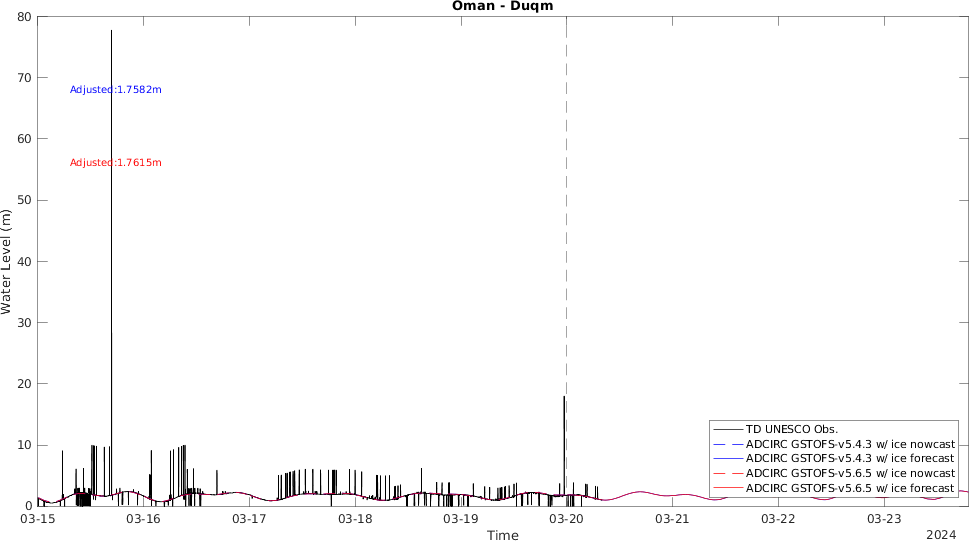 Oman - Duqm
80
70
60
50
40
30
20
10
0
Water Level (m)
Adjusted:1.7582m
Adjusted:1.7615m
TD UNESCO Obs.
ADCIRC GSTOFS-v5.4.3 w/ ice nowcast
ADCIRC GSTOFS-v5.4.3 w/ ice forecast
ADCIRC GSTOFS-v5.6.5 w/ ice nowcast
ADCIRC GSTOFS-v5.6.5 w/ ice forecast
03-15 03-16 03-17 03-18 03-19 03-20 03-21 03-22 03-23
Time
2024